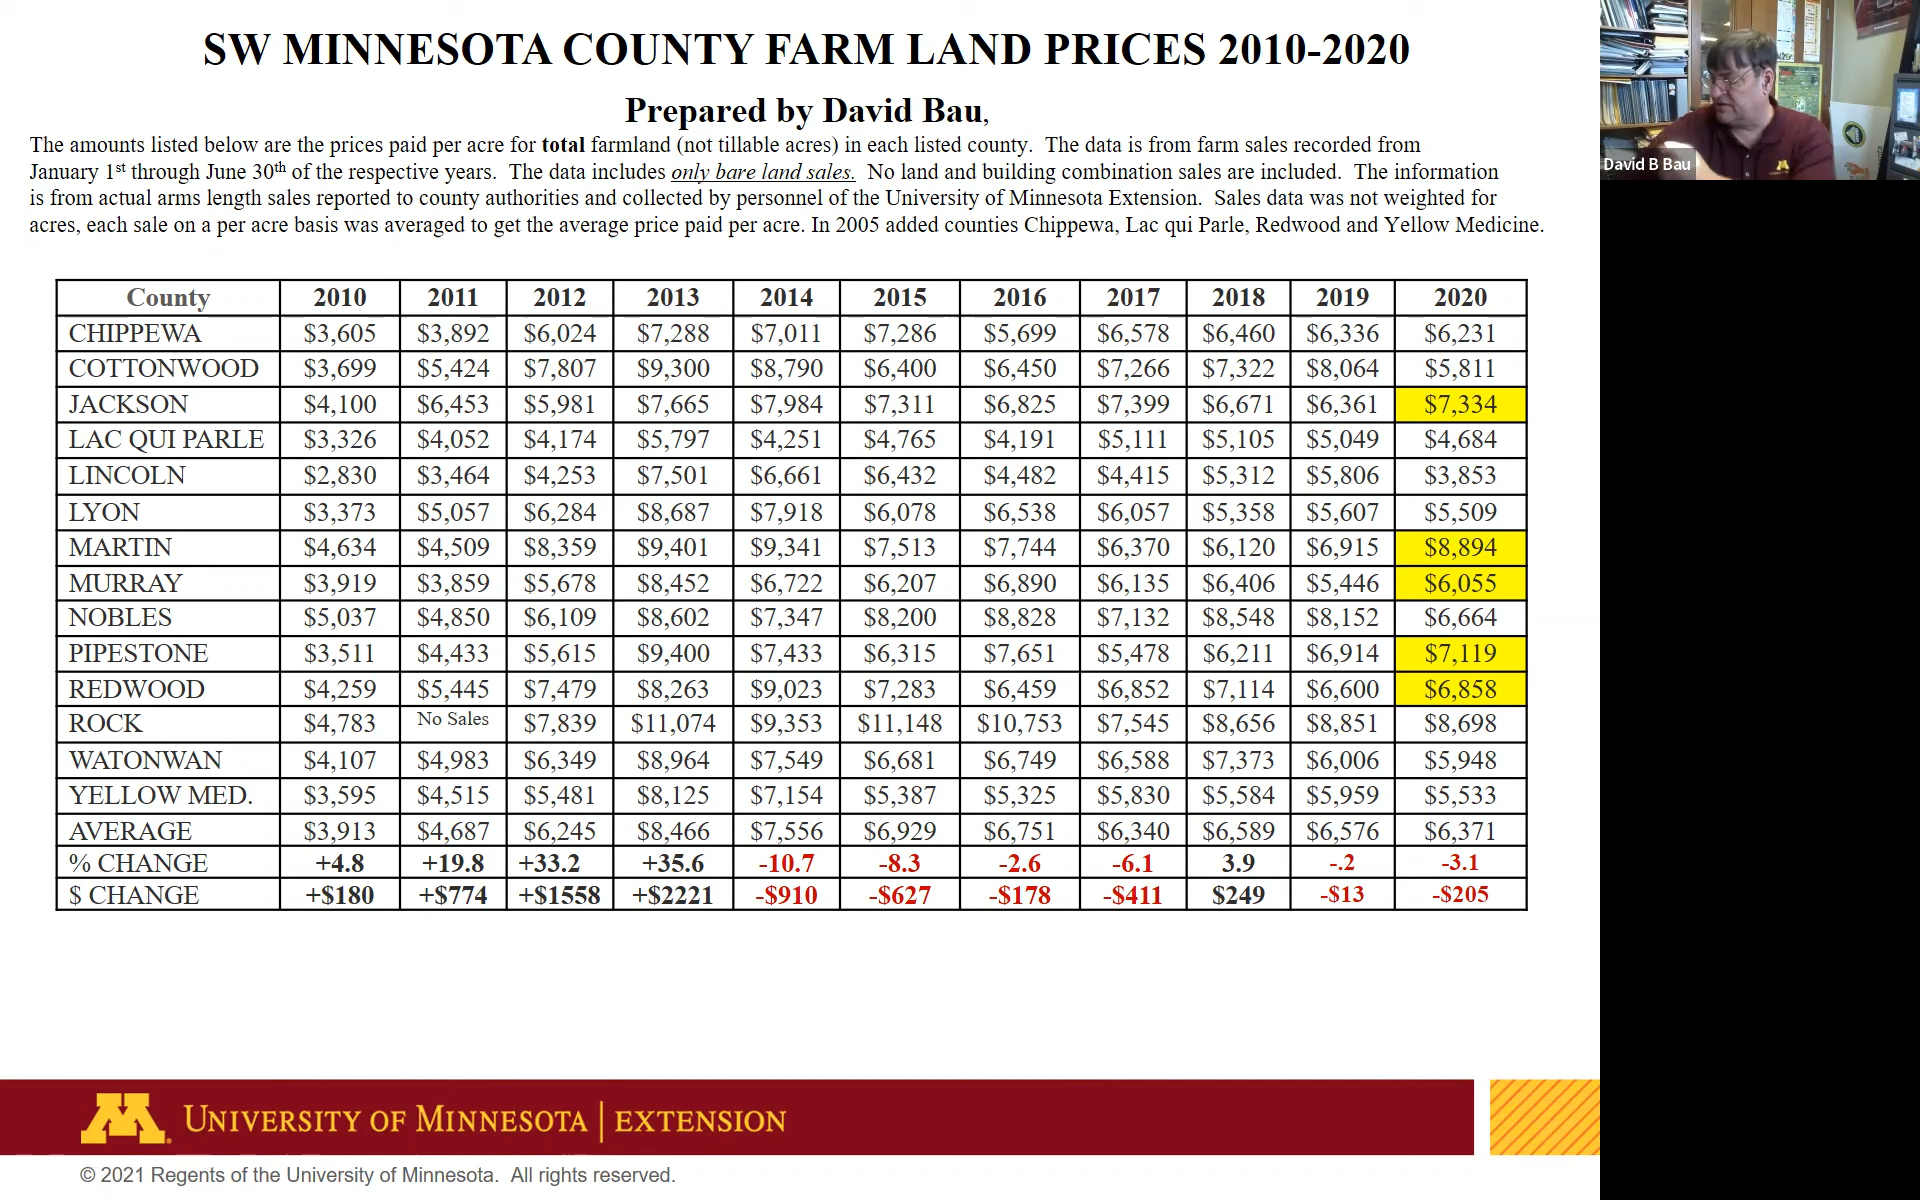 SW MINNESOTA COUNTY FARM LAND PRICES 2010-2020
Prepared by David Bau,
The amounts listed below are the prices paid per acre for total farmland (not tillable acres) in each listed county. The data is from farm sales recorded from
January 1st through June 30th of the respective years. The data includes only bare land sales. No land and building combination sales are included. The information
is from actual arms length sales reported to county authorities and collected by personnel of the University of Minnesota Extension. Sales data was not weighted for
acres, each sale on a per acre basis was averaged to get the average price paid per acre. In 2005 added counties Chippewa, Lac qui Parle, Redwood and Yellow Medicine.
County 2010 2011 2012 2013 2014 2015 2016 2017 2018 2019 2020
CHIPPEWA $3,605 $3,892 $6,024 $7,288 $7,011 $7,286 $5,699 $6,578 $6,460 $6,336 $6,231
COTTONWOOD $3,699 $5,424 $7,807 $9,300 $8,790 $6,400 $6,450 $7,266 $7,322 $8,064 $5,811
JACKSON $4,100 $6,453 $5,981 $7,665 $7,984 $7,311 $6,825 $7,399 $6,671 $6,361 $7,334
LAC QUI PARLE $3,326 $4,052 $4,174 $5,797 $4,251 $4,765 $4,191 $5,111 $5,105 $5,049 $4,684
LINCOLN $2,830 $3,464 $4,253 $7,501 $6,661 $6,432 $4,482 $4,415 $5,312 $5,806 $3,853
LYON $3,373 $5,057 $6,284 $8,687 $7,918 $6,078 $6,538 $6,057 $5,358 $5,607 $5,509
MARTIN $4,634 $4,509 $8,359 $9,401 $9,341 $7,513 $7,744 $6,370 $6,120 $6,915 $8,894
MURRAY $3,919 $3,859 $5,678 $8,452 $6,722 $6,207 $6,890 $6,135 $6,406 $5,446 $6,055
NOBLES $5,037 $4,850 $6,109 $8,602 $7,347 $8,200 $8,828 $7,132 $8,548 $8,152 $6,664
PIPESTONE $3,511 $4,433 $5,615 $9,400 $7,433 $6,315 $7,651 $5,478 $6,211 $6,914 $7,119
REDWOOD $4,259 $5,445 $7,479 $8,263 $9,023 $7,283 $6,459 $6,852 $7,114 $6,600 $6,858
ROCK $4,783 No Sales $7,839 $11,074 $9,353 $11,148 $10,753 $7,545 $8,656 $8,851 $8,698
WATONWAN $4,107 $4,983 $6,349 $8,964 $7,549 $6,681 $6,749 $6,588 $7,373 $6,006 $5,948
YELLOW MED. $3,595 $4,515 $5,481 $8,125 $7,154 $5,387 $5,325 $5,830 $5,584 $5,959 $5,533
AVERAGE $3,913 $4,687 $6,245 $8,466 $7,556 $6,929 $6,751 $6,340 $6,589 $6,576 $6,371
% CHANGE +4.8 +19.8 +33.2 +35.6 -10.7 -8.3 -2.6 -6.1 3.9 -.2 -3.1
$ CHANGE +$180 +$774 +$1558 +$2221 -$910 -$627 -$178 -$411 $249 -$13 -$205
M UNIVERSITY OF MINNESOTA | EXTENSION
© 2021 Regents of the University of Minnesota. All rights reserved.
David B Bau